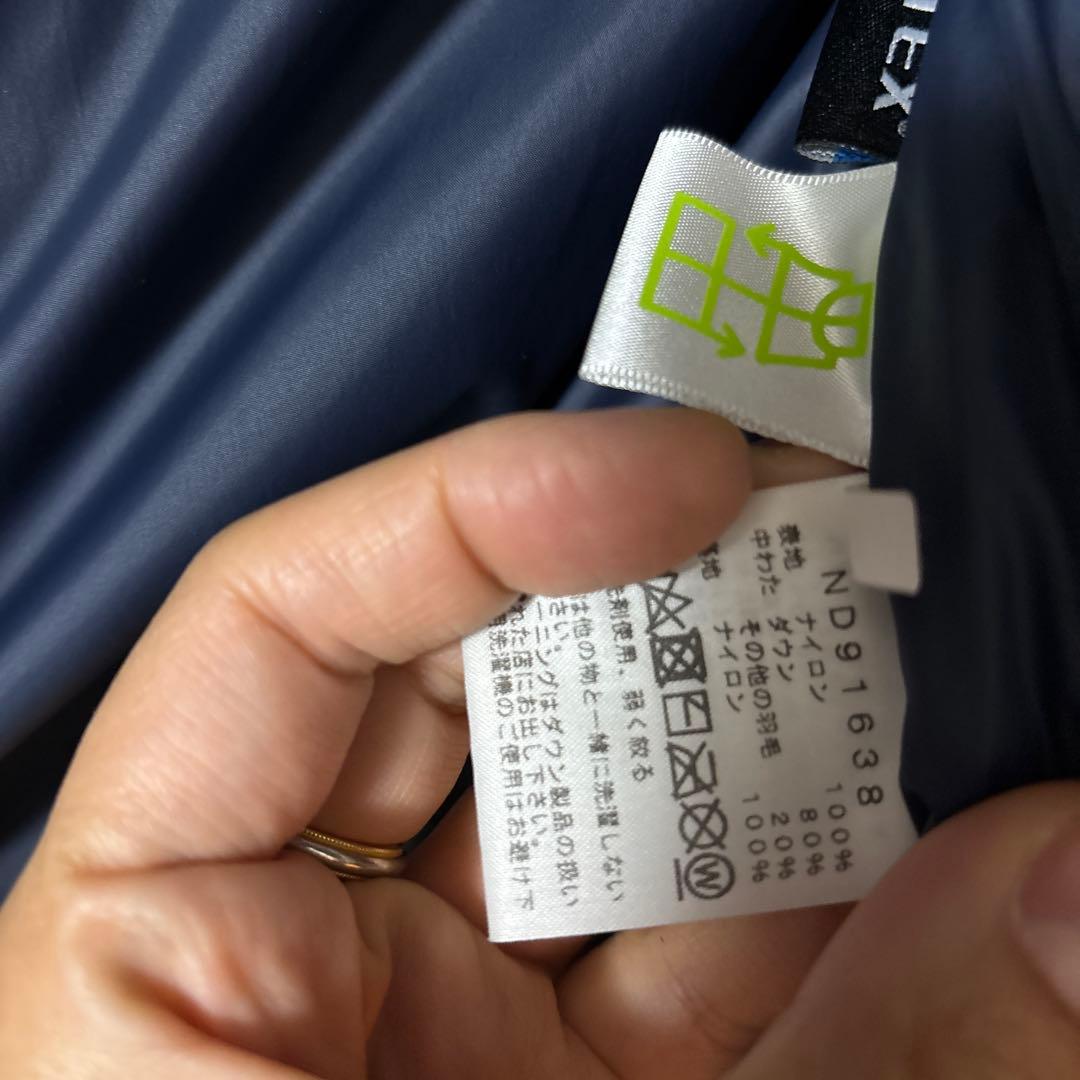 TEX
ND91638
表地 ナイロン 100%
中わた ダウン 80%
その他の羽毛 20%
地 ナイロン 100%
W
剤使用、弱く絞る
は他の物と一緒に洗濯しない
さい。
ーニングはダウン製品の扱い
れた店にお出し下さい。
洗濯機のご使用はお避け下